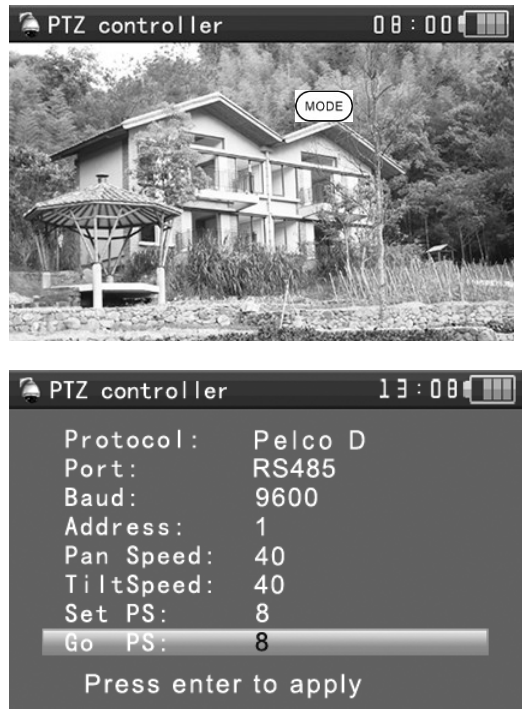 PTZ controller 08:00
MODE
PTZ controller 13:08
Protocol: Pelco D
Port: RS485
Baud: 9600
Address: 1
Pan Speed: 40
TiltSpeed: 40
Set PS: 8
Go PS: 8
Press enter to apply